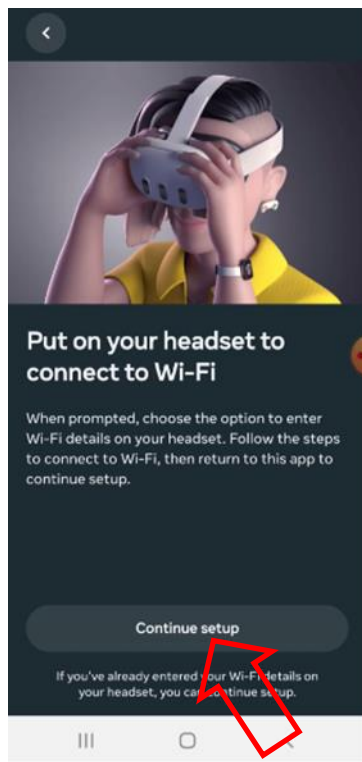 Put on your headset to
connect to Wi-Fi
When prompted, choose the option to enter
Wi-Fi details on your headset. Follow the steps
to connect to Wi-Fi, then return to this app to
continue setup.
Continue setup
If you've already entered your Wi-Fi details on
your headset, you can continue setup.